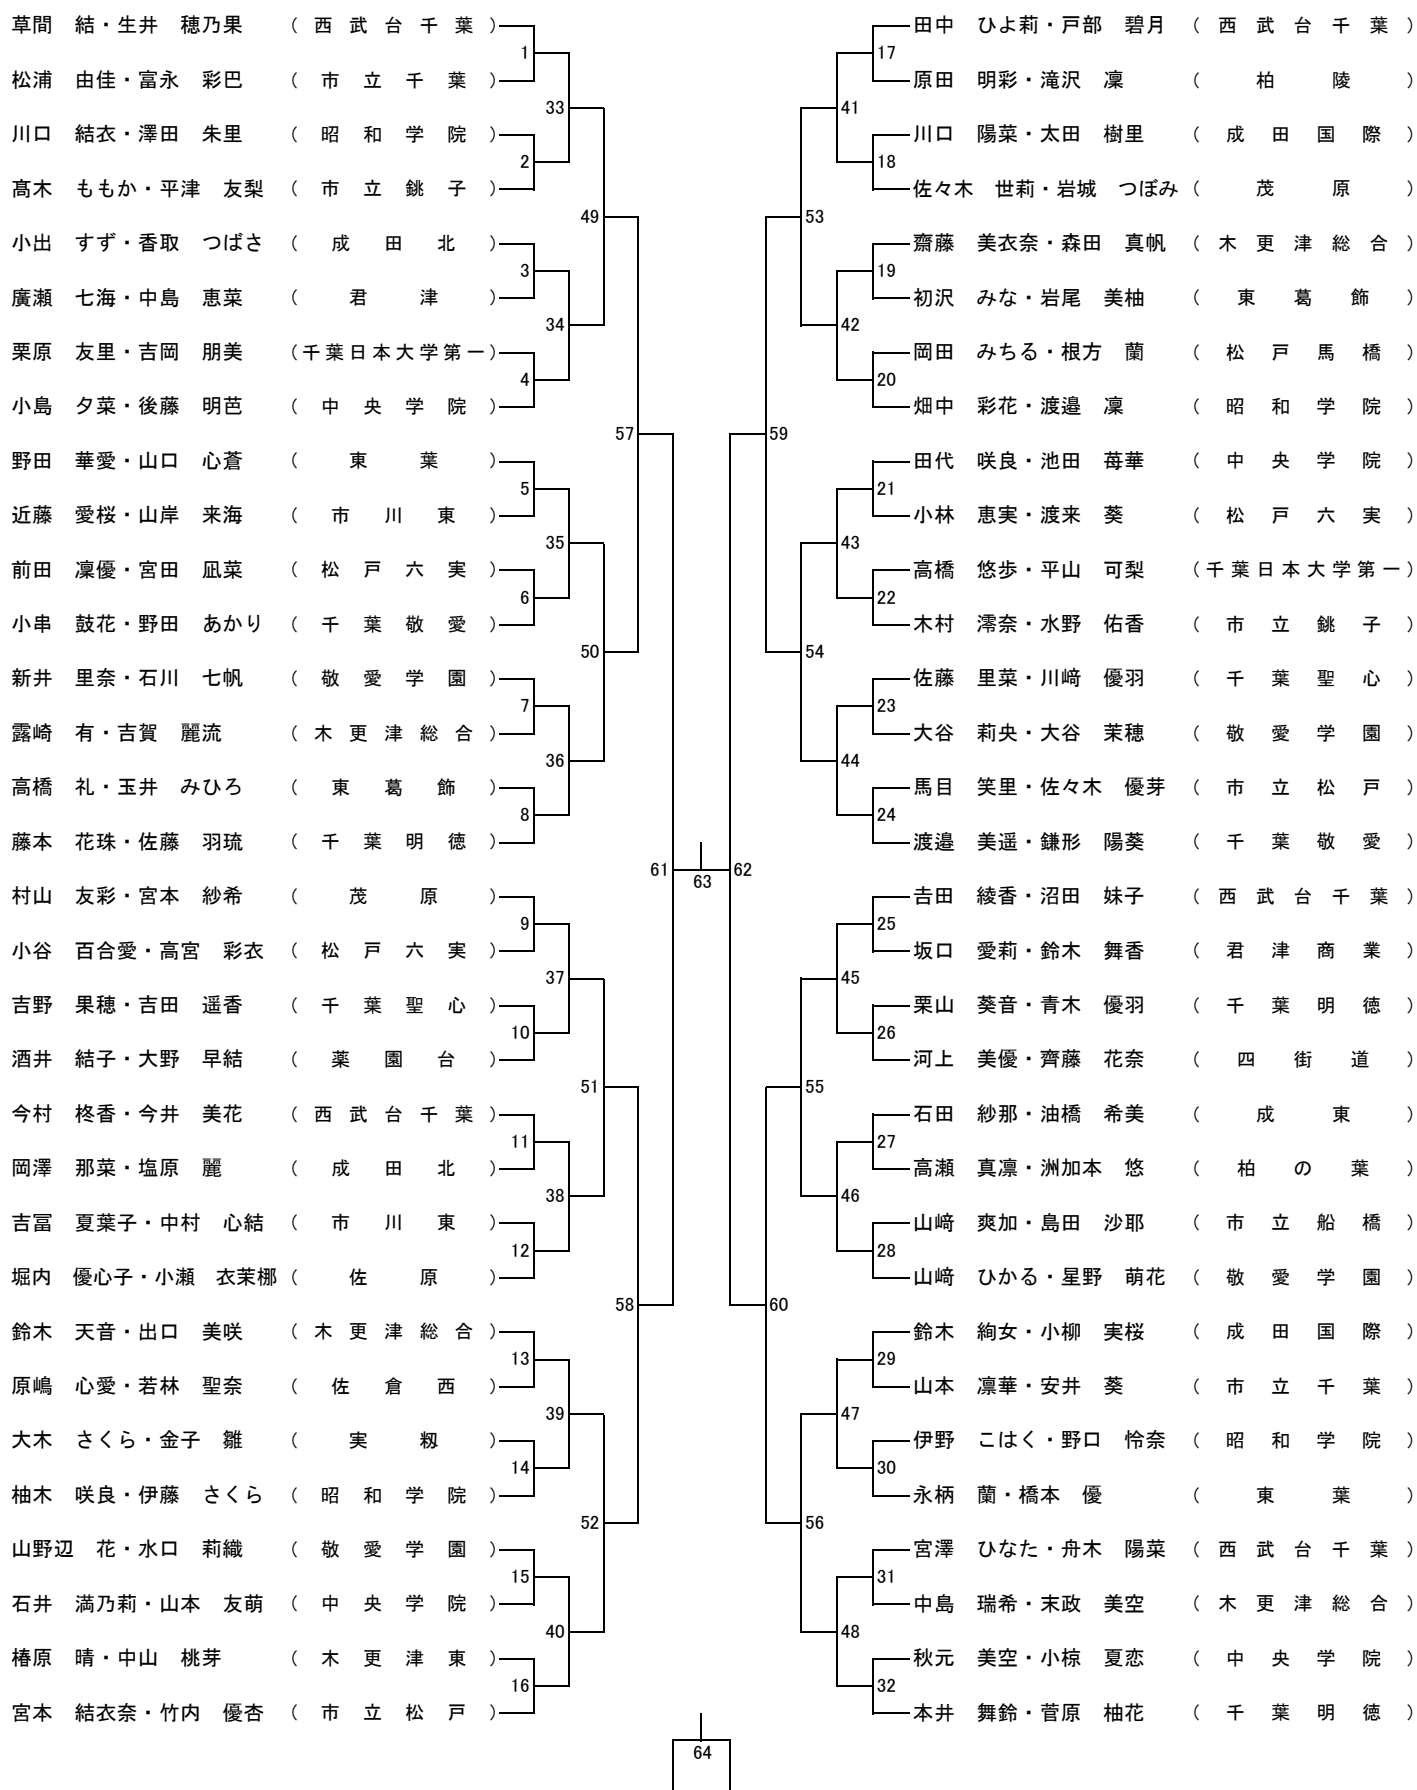 草間 結・生井 穂乃果 （西武台千葉）
1
松浦 由佳・富永 彩巴 （市立千葉）
33
川口 結衣・澤田 朱里 （昭和学院）
2
髙木 ももか・平津 友梨 （市立銚子）
49
小出 すず・香取 つばさ （成田北）
3
廣瀬 七海・中島 恵菜 （君津）
34
栗原 友里・吉岡 朋美 （千葉日本大学第一）
4
小島 夕菜・後藤 明芭 （中央学院）
57
野田 華愛・山口 心蒼 （東葉）
5
近藤 愛桜・山岸 来海 （市川東）
35
前田 凜優・宮田 凪菜 （松戸六実）
6
小串 鼓花・野田 あかり （千葉敬愛）
50
新井 里奈・石川 七帆 （敬愛学園）
7
露崎 有・吉賀 麗流 （木更津総合）
36
高橋 礼・玉井 みひろ （東葛飾）
8
藤本 花珠・佐藤 羽琉 （千葉明徳）
61
村山 友彩・宮本 紗希 （茂原）
9
小谷 百合愛・高宮 彩衣 （松戸六実）
37
吉野 果穂・吉田 遥香 （千葉聖心）
10
酒井 結子・大野 早結 （薬園台）
51
今村 柊香・今井 美花 （西武台千葉）
11
岡澤 那菜・塩原 麗 （成田北）
38
吉冨 夏葉子・中村 心結 （市川東）
12
堀内 優心子・小瀬 衣茉梛 （佐原）
58
鈴木 天音・出口 美咲 （木更津総合）
13
原嶋 心愛・若林 聖奈 （佐倉西）
39
大木 さくら・金子 雛 （実籾）
14
柚木 咲良・伊藤 さくら （昭和学院）
52
山野辺 花・水口 莉織 （敬愛学園）
15
石井 満乃莉・山本 友萌 （中央学院）
40
椿原 晴・中山 桃芽 （木更津東）
16
宮本 結衣奈・竹内 優杏 （市立松戸）
63
64
田中 ひよ莉・戸部 碧月 （西武台千葉）
17
原田 明彩・滝沢 凜 （柏陵）
41
川口 陽菜・太田 樹里 （成田国際）
18
佐々木 世莉・岩城 つぼみ （茂原）
53
齋藤 美衣奈・森田 真帆 （木更津総合）
19
初沢 みな・岩尾 美柚 （東葛飾）
42
岡田 みちる・根方 蘭 （松戸馬橋）
20
畑中 彩花・渡邉 凜 （昭和学院）
59
田代 咲良・池田 苺華 （中央学院）
21
小林 恵実・渡来 葵 （松戸六実）
43
高橋 悠歩・平山 可梨 （千葉日本大学第一）
22
木村 澪奈・水野 佑香 （市立銚子）
54
佐藤 里菜・川﨑 優羽 （千葉聖心）
23
大谷 莉央・大谷 茉穂 （敬愛学園）
44
馬目 笑里・佐々木 優芽 （市立松戸）
24
渡邉 美遥・鎌形 陽葵 （千葉敬愛）
62
𠮷田 綾香・沼田 妹子 （西武台千葉）
25
坂口 愛莉・鈴木 舞香 （君津商業）
45
栗山 葵音・青木 優羽 （千葉明徳）
26
河上 美優・齊藤 花奈 （四街道）
55
石田 紗那・油橋 希美 （成東）
27
高瀬 真凛・洲加本 悠 （柏の葉）
46
山﨑 爽加・島田 沙耶 （市立船橋）
28
山﨑 ひかる・星野 萌花 （敬愛学園）
60
鈴木 絢女・小柳 実桜 （成田国際）
29
山本 凛華・安井 葵 （市立千葉）
47
伊野 こはく・野口 怜奈 （昭和学院）
30
永柄 蘭・橋本 優 （東葉）
56
宮澤 ひなた・舟木 陽菜 （西武台千葉）
31
中島 瑞希・末政 美空 （木更津総合）
48
秋元 美空・小椋 夏恋 （中央学院）
32
本井 舞鈴・菅原 柚花 （千葉明徳）